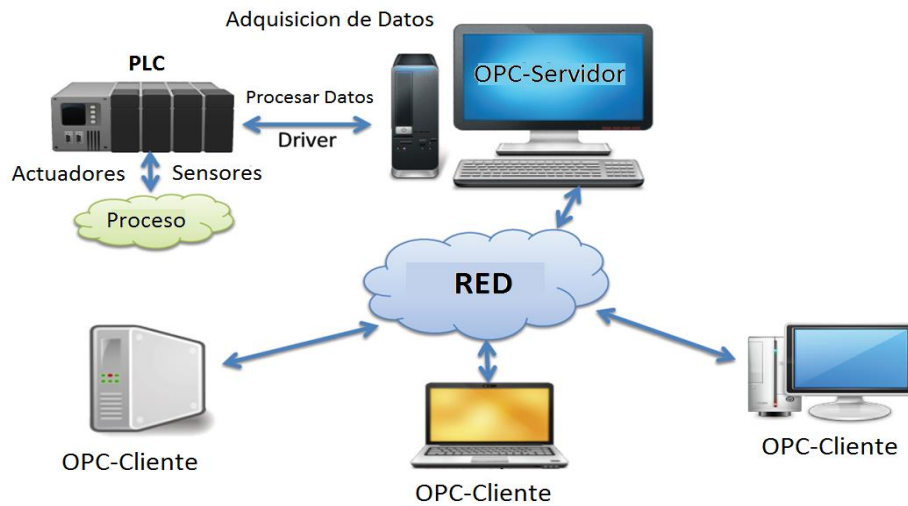 Adquisicion de Datos
PLC
OPC-Servidor
Procesar Datos
Driver
Actuadores
Sensores
Proceso
RED
OPC-Cliente
OPC-Cliente
OPC-Cliente